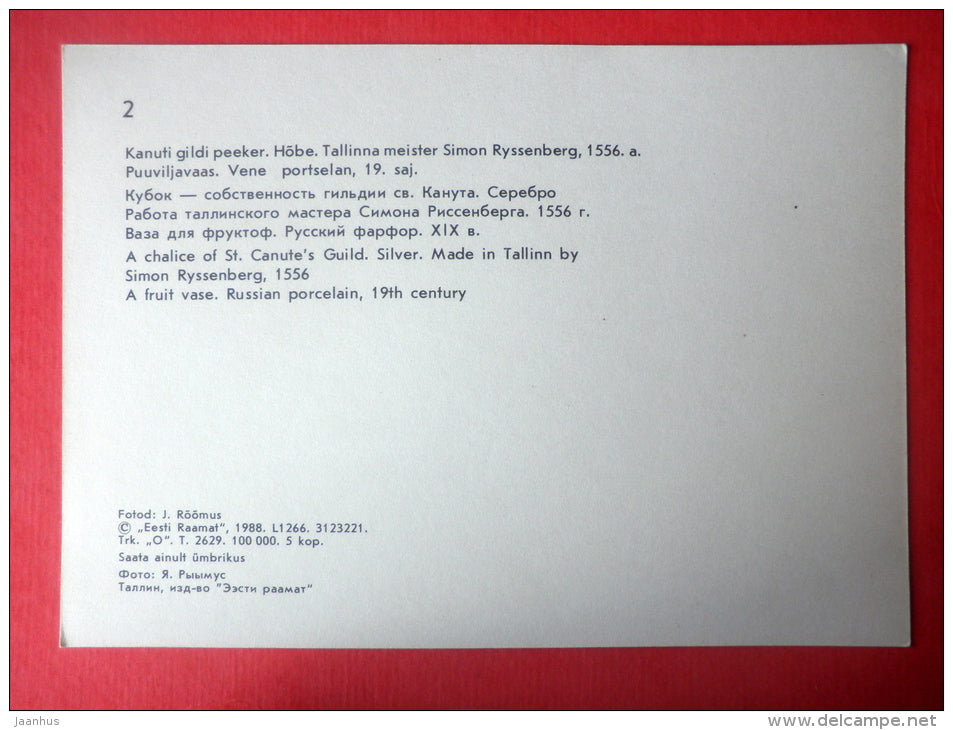 2
Kanuti gildi peeker. Hõbe. Tallinna meister Simon Ryssenberg, 1556. a.
Puuviljavaas. Vene portselan, 19. saj.
Кубок — собственность гильдии св. Канута. Серебро
Работа таллинского мастера Симона Риссенберга. 1556 г.
Ваза для фруктоф. Русский фарфор. XIX в.
A chalice of St. Canute's Guild. Silver. Made in Tallinn by
Simon Ryssenberg, 1556
A fruit vase. Russian porcelain, 19th century
Fotod: J. Rõõmus
© „Eesti Raamat“, 1988. L1266. 3123221.
Trk. „O“. T. 2629. 100 000. 5 kop.
Saata ainult ümbrikus
Фото: Я. Рыымус
Таллин, изд-во "Ээсти раамат"
jaanhus
www.delcampe.net